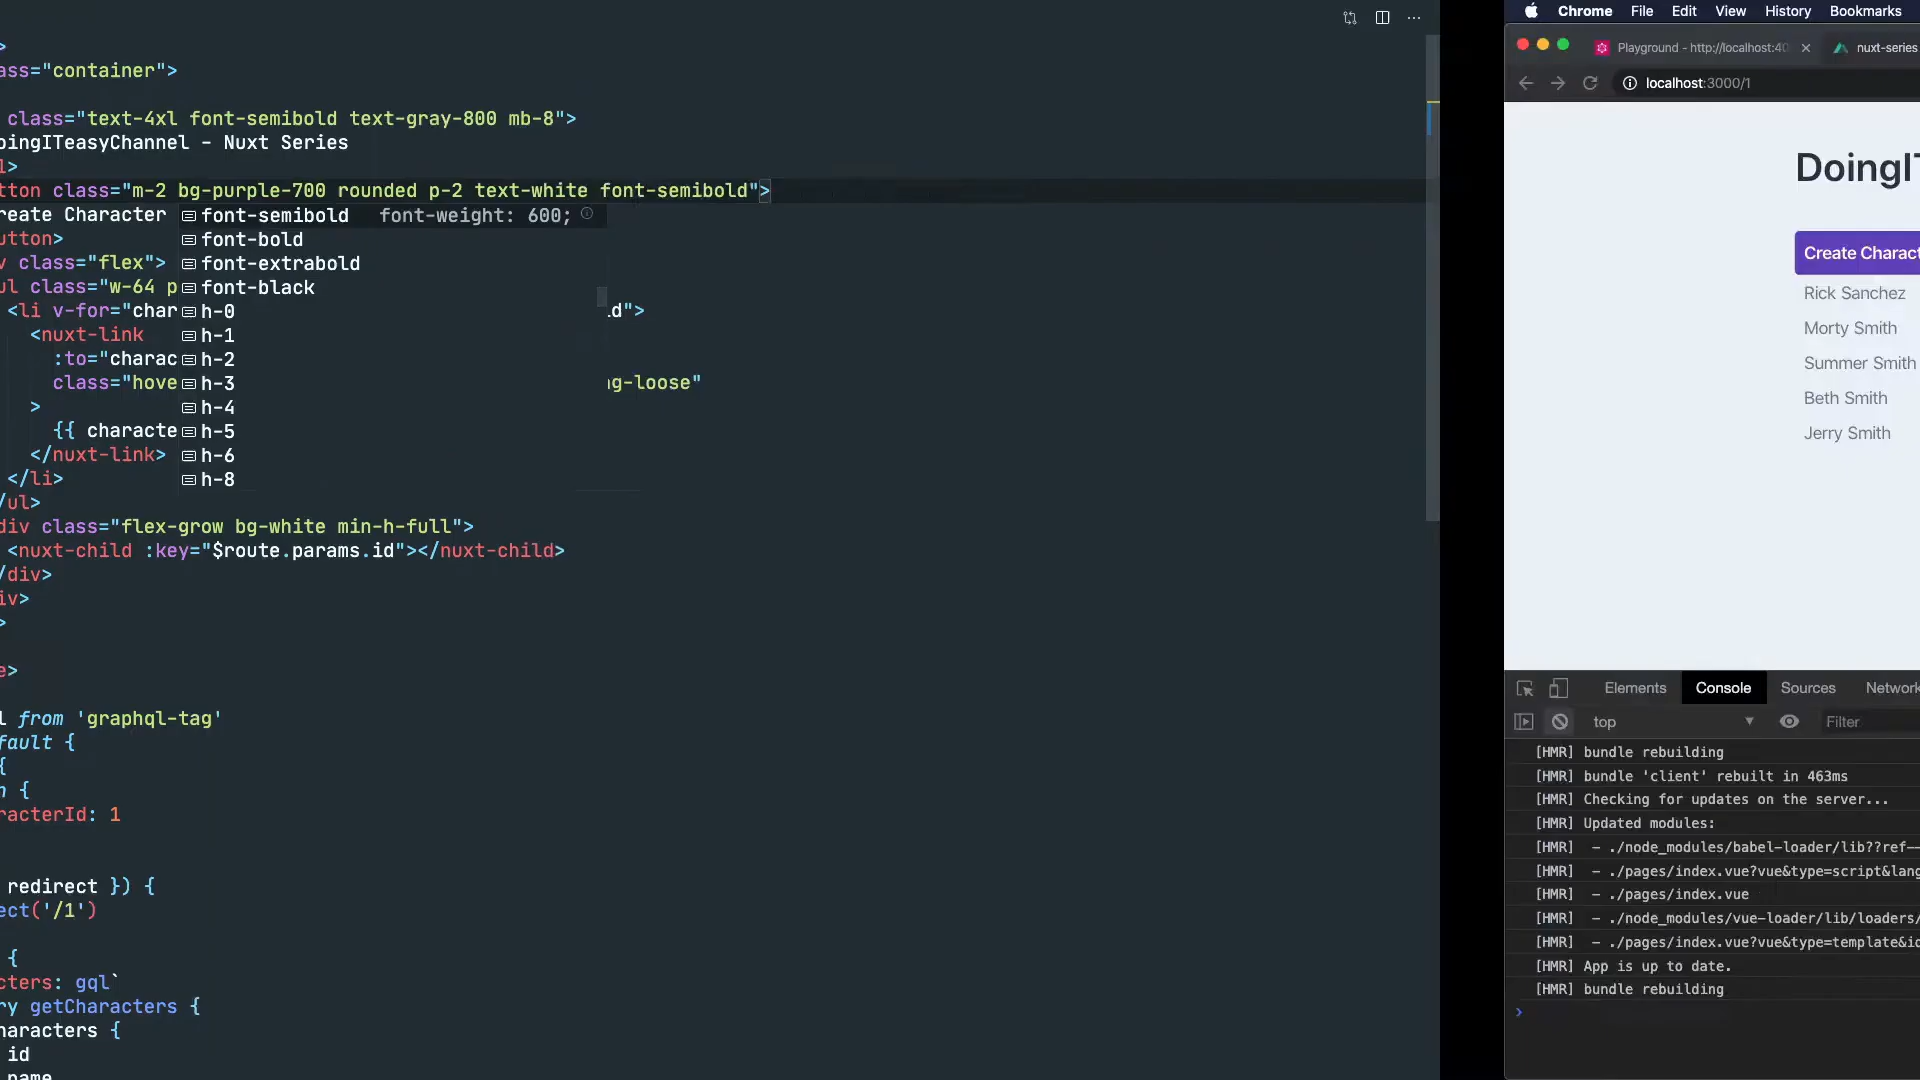 >
ass="container">
class="text-4xl font-semibold text-gray-800 mb-8">
oingITeasyChannel - Nuxt Series
l>
tton class="m-2 bg-purple-700 rounded p-2 text-white font-semibold">
reate Character
utton>
v class="flex">
ul class="w-64 p
<li v-for="char
d">
<nuxt-link
:to="charac
class="hove
ng-loose"
>
{{ characte
</nuxt-link>
</li>
/ul>
div class="flex-grow bg-white min-h-full">
<nuxt-child :key="$route.params.id"></nuxt-child>
/div>
iv>
>
e>
l from 'graphql-tag'
fault {
{
n {
racterId: 1
redirect }) {
ect('/1')
{
cters: gql`
ry getCharacters {
haracters {
id
name
font-semibold font-weight: 600;
font-bold
font-extrabold
font-black
h-0
h-1
h-2
h-3
h-4
h-5
h-6
h-8
Chrome File Edit View History Bookmarks
Playground - http://localhost:40
nuxt-series
localhost:3000/1
DoingIT
Create Charact
Rick Sanchez
Morty Smith
Summer Smith
Beth Smith
Jerry Smith
Elements Console Sources Network
top Filter
[HMR] bundle rebuilding
[HMR] bundle 'client' rebuilt in 463ms
[HMR] Checking for updates on the server...
[HMR] Updated modules:
[HMR] - ./node_modules/babel-loader/lib??ref--
[HMR] - ./pages/index.vue?vue&type=script&lang
[HMR] - ./pages/index.vue
[HMR] - ./node_modules/vue-loader/lib/loaders/
[HMR] - ./pages/index.vue?vue&type=template&id
[HMR] App is up to date.
[HMR] bundle rebuilding